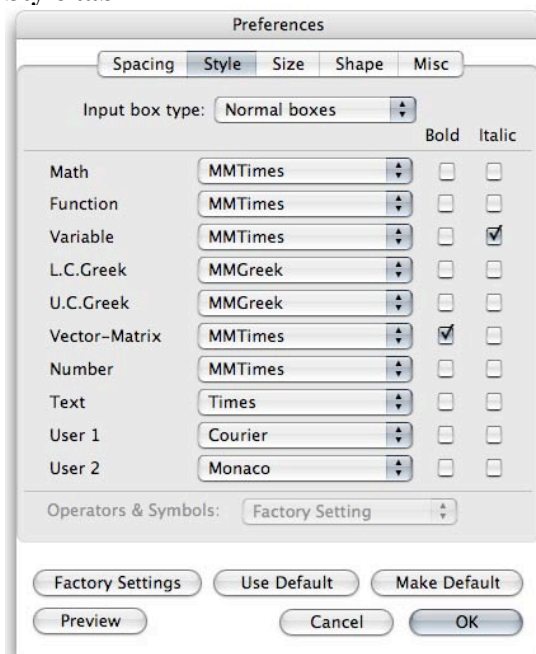 Preferences
Spacing Style Size Shape Misc
Input box type: Normal boxes
Bold Italic
Math MMTimes
Function MMTimes
Variable MMTimes
L.C.Greek MMGreek
U.C.Greek MMGreek
Vector-Matrix MMTimes
Number MMTimes
Text Times
User 1 Courier
User 2 Monaco
Operators & Symbols: Factory Setting
Factory Settings Use Default Make Default
Preview Cancel OK